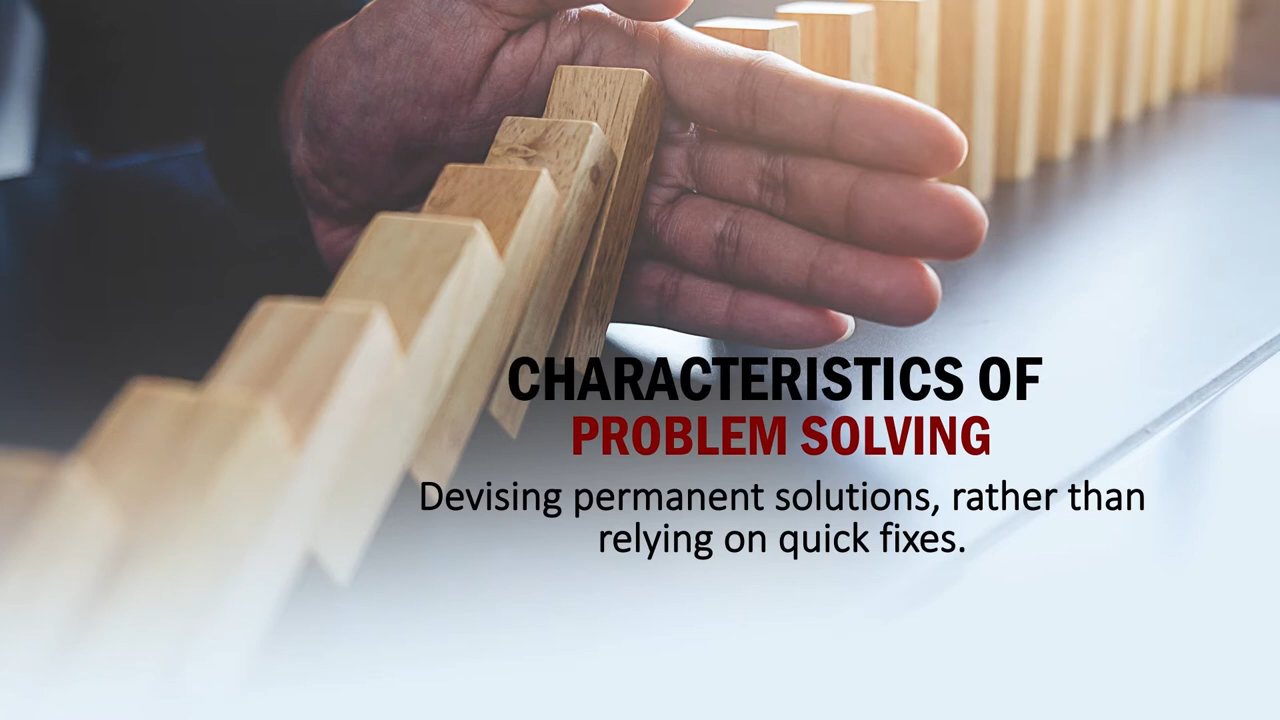 CHARACTERISTICS OF
PROBLEM SOLVING
Devising permanent solutions, rather than
relying on quick fixes.